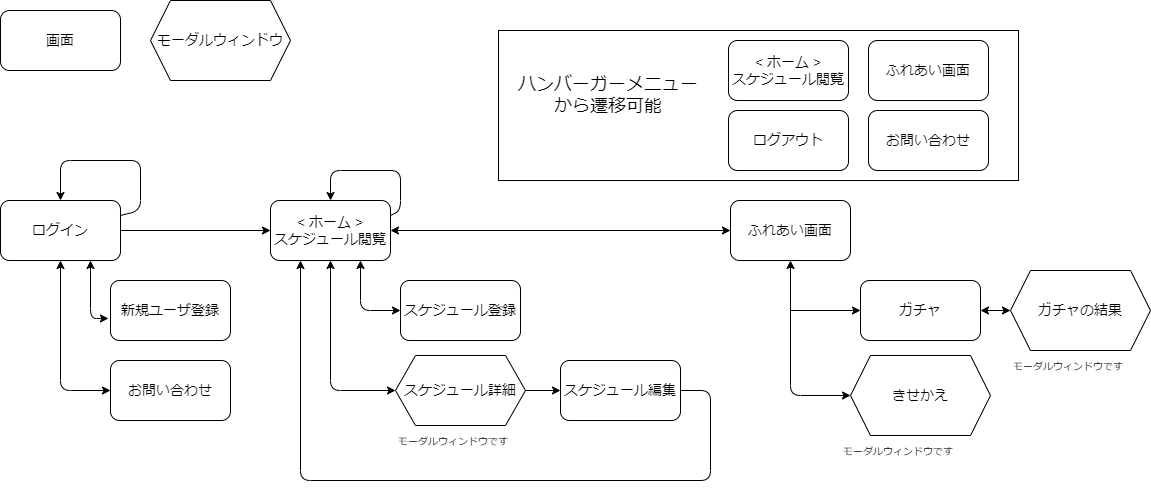 画面
モーダルウィンドウ
ハンバーガーメニュー
から遷移可能
<ホーム>
スケジュール閲覧
ふれあい画面
ログアウト
お問い合わせ
ログイン
<ホーム>
スケジュール閲覧
ふれあい画面
新規ユーザ登録
スケジュール登録
ガチャ
ガチャの結果
モーダルウィンドウです
お問い合わせ
スケジュール詳細
スケジュール編集
きせかえ
モーダルウィンドウです
モーダルウィンドウです